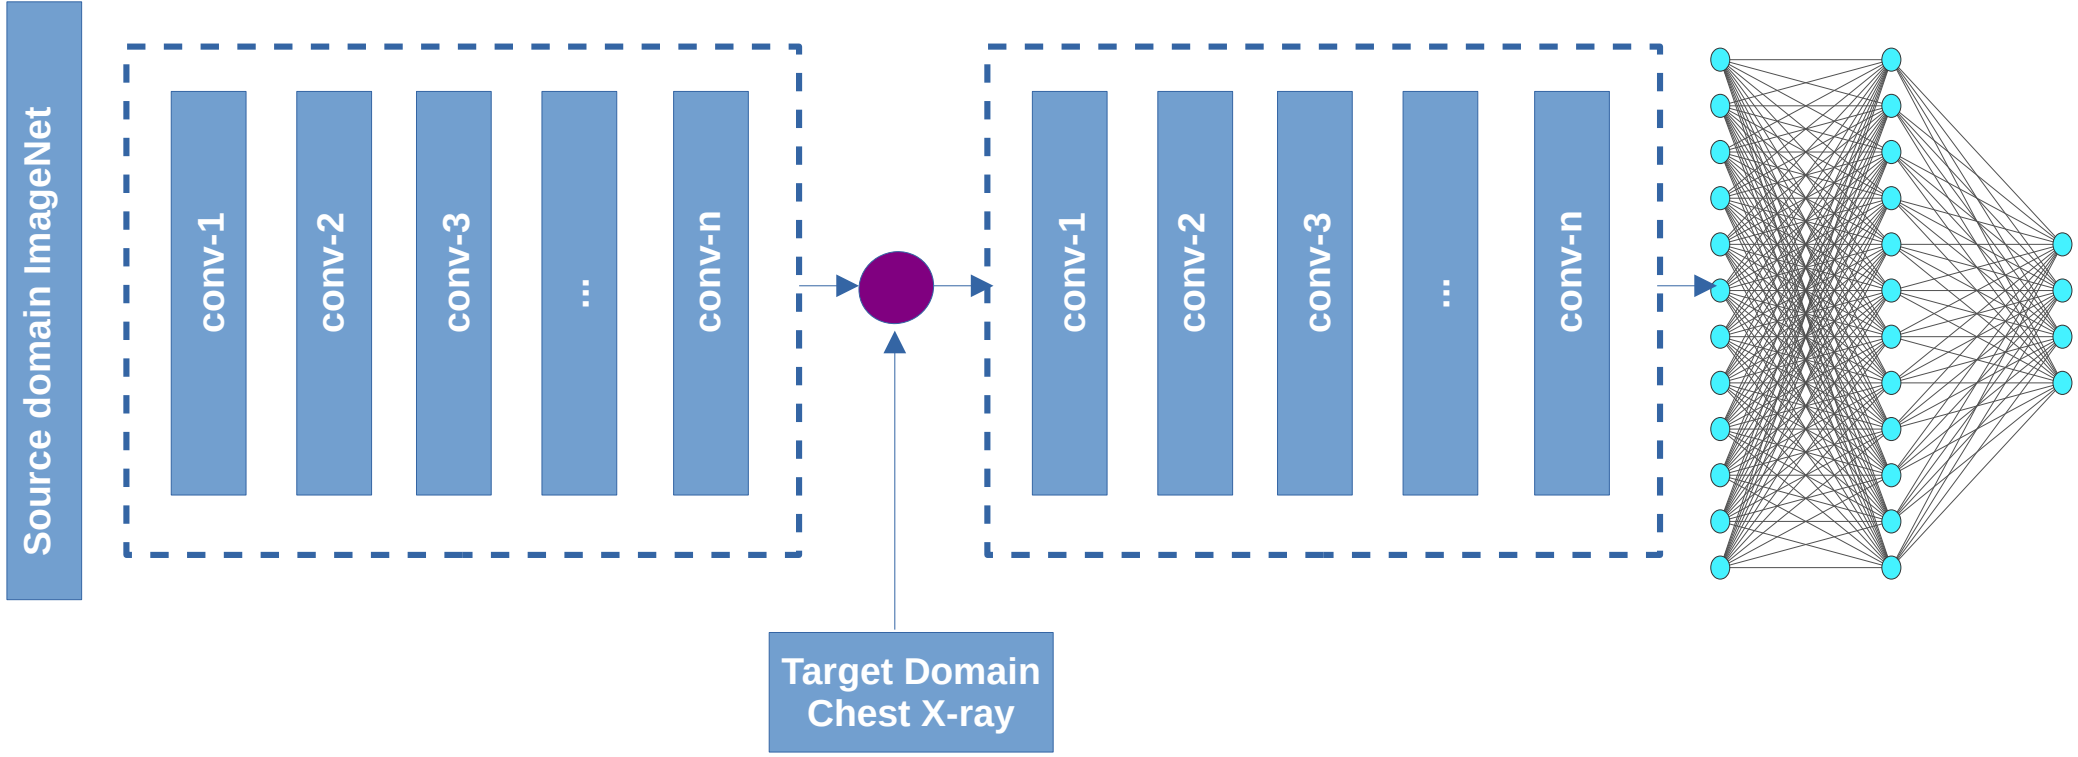 Source domain ImageNet
conv-1
conv-2
conv-3
...
conv-n
conv-1
conv-2
conv-3
...
conv-n
Target Domain
Chest X-ray